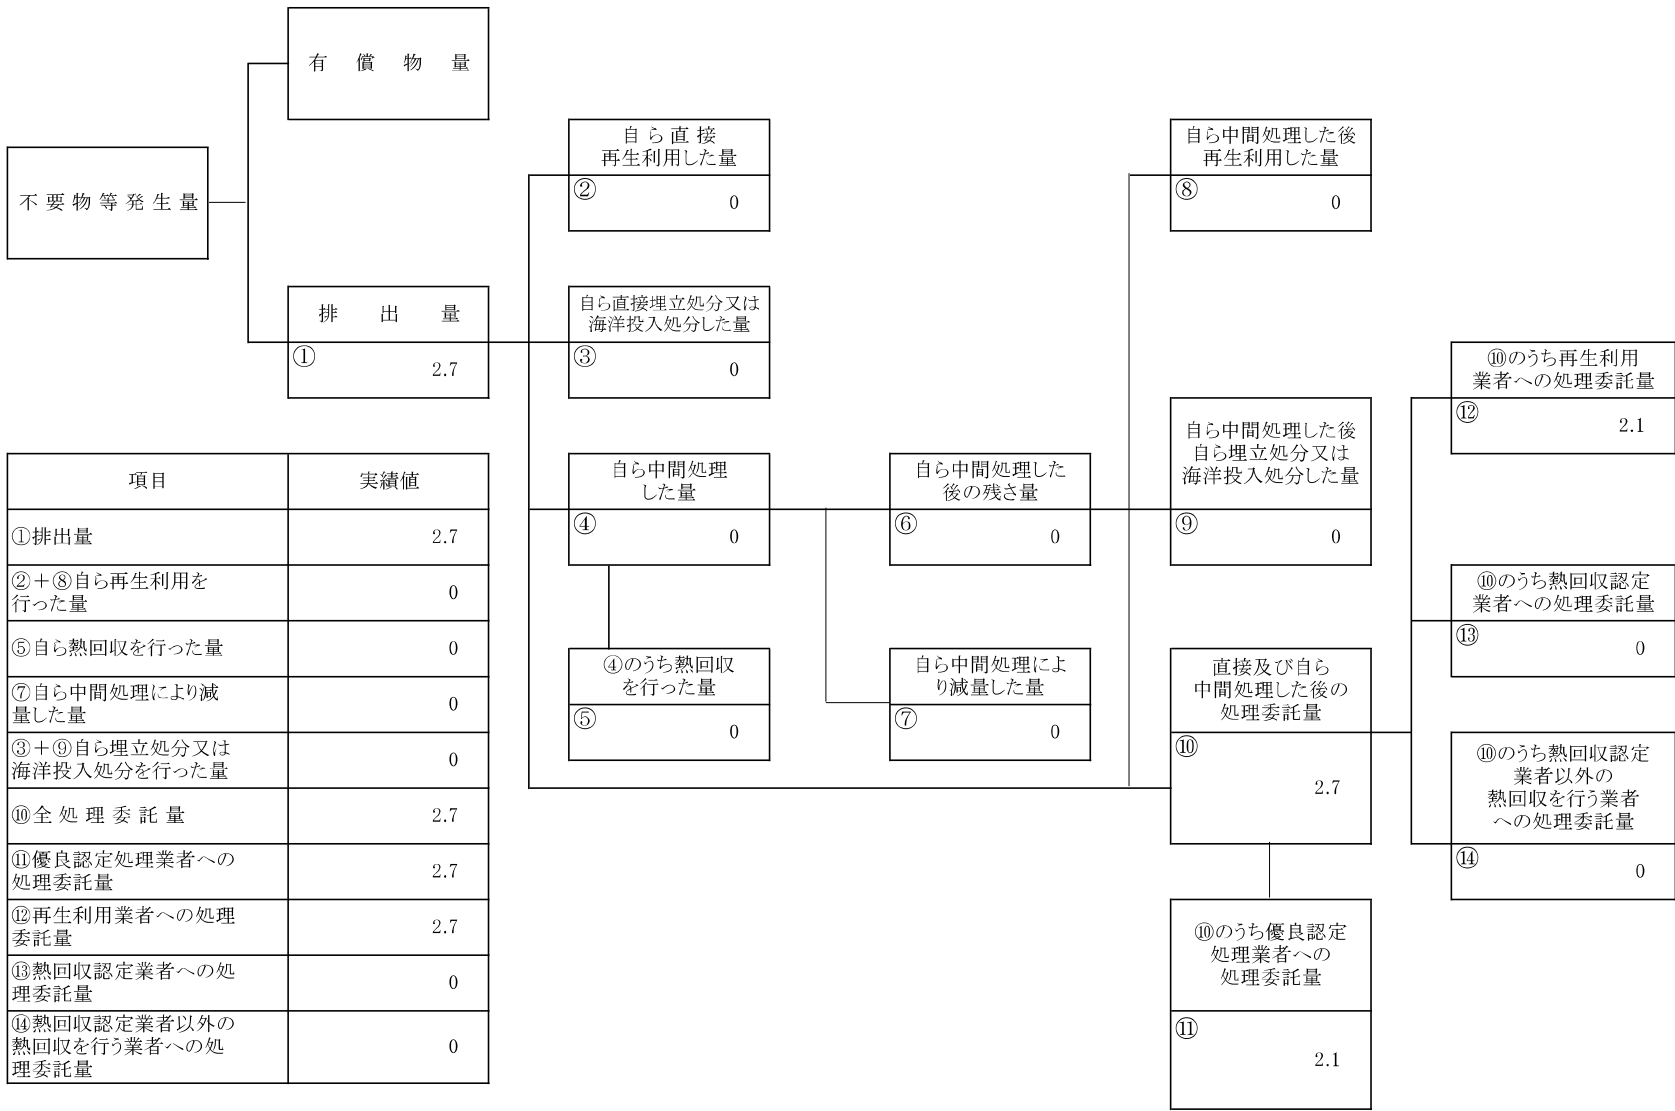 有償物量
不要物等発生量
排出量
①
2.7
自ら直接
再生利用した量
②
0
自ら直接埋立処分又は
海洋投入処分した量
③
0
自ら中間処理
した量
④
0
④のうち熱回収
を行った量
⑤
0
自ら中間処理した
後の残さ量
⑥
0
自ら中間処理によ
り減量した量
⑦
0
自ら中間処理した後
再生利用した量
⑧
0
自ら中間処理した後
自ら埋立処分又は
海洋投入処分した量
⑨
0
直接及び自ら
中間処理した後の
処理委託量
⑩
2.7
⑩のうち優良認定
処理業者への
処理委託量
⑪
2.1
⑩のうち再生利用
業者への処理委託量
⑫
2.1
⑩のうち熱回収認定
業者への処理委託量
⑬
0
⑩のうち熱回収認定
業者以外の
熱回収を行う業者
への処理委託量
⑭
0
項目 実績値
①排出量 2.7
②＋⑧自ら再生利用を
行った量
0
⑤自ら熱回収を行った量 0
⑦自ら中間処理により減
量した量
0
③＋⑨自ら埋立処分又は
海洋投入処分を行った量
0
⑩全処理委託量 2.7
⑪優良認定処理業者への
処理委託量
2.7
⑫再生利用業者への処理
委託量
2.7
⑬熱回収認定業者への処
理委託量
0
⑭熱回収認定業者以外の
熱回収を行う業者への処
理委託量
0